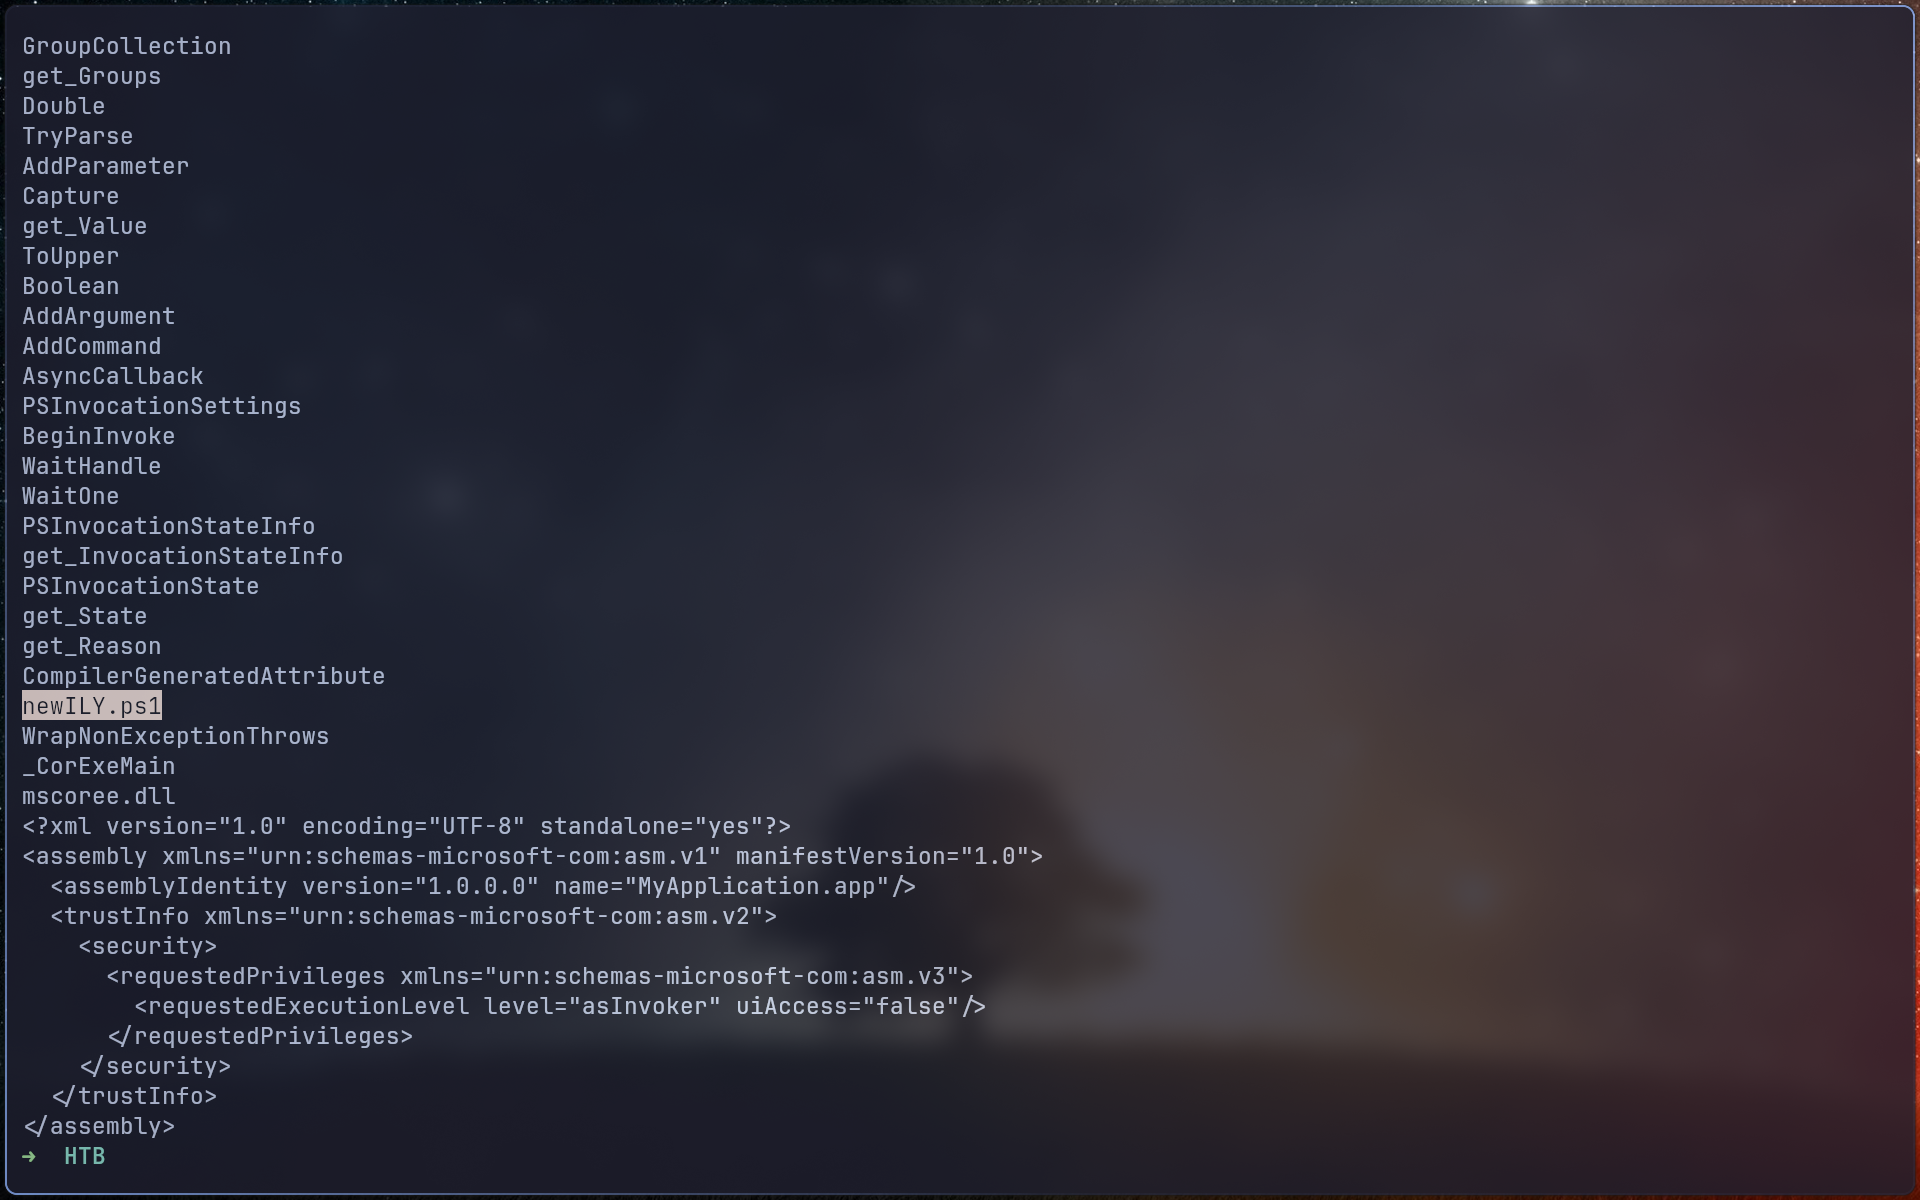 GroupCollection
get_Groups
Double
TryParse
AddParameter
Capture
get_Value
ToUpper
Boolean
AddArgument
AddCommand
AsyncCallback
PSInvocationSettings
BeginInvoke
WaitHandle
WaitOne
PSInvocationStateInfo
get_InvocationStateInfo
PSInvocationState
get_State
get_Reason
CompilerGeneratedAttribute
newILY.ps1
WrapNonExceptionThrows
_CorExeMain
mscoree.dll
<?xml version="1.0" encoding="UTF-8" standalone="yes"?>
<assembly xmlns="urn:schemas-microsoft-com:asm.v1" manifestVersion="1.0">
  <assemblyIdentity version="1.0.0.0" name="MyApplication.app"/>
  <trustInfo xmlns="urn:schemas-microsoft-com:asm.v2">
    <security>
      <requestedPrivileges xmlns="urn:schemas-microsoft-com:asm.v3">
        <requestedExecutionLevel level="asInvoker" uiAccess="false"/>
      </requestedPrivileges>
    </security>
  </trustInfo>
</assembly>
→ HTB